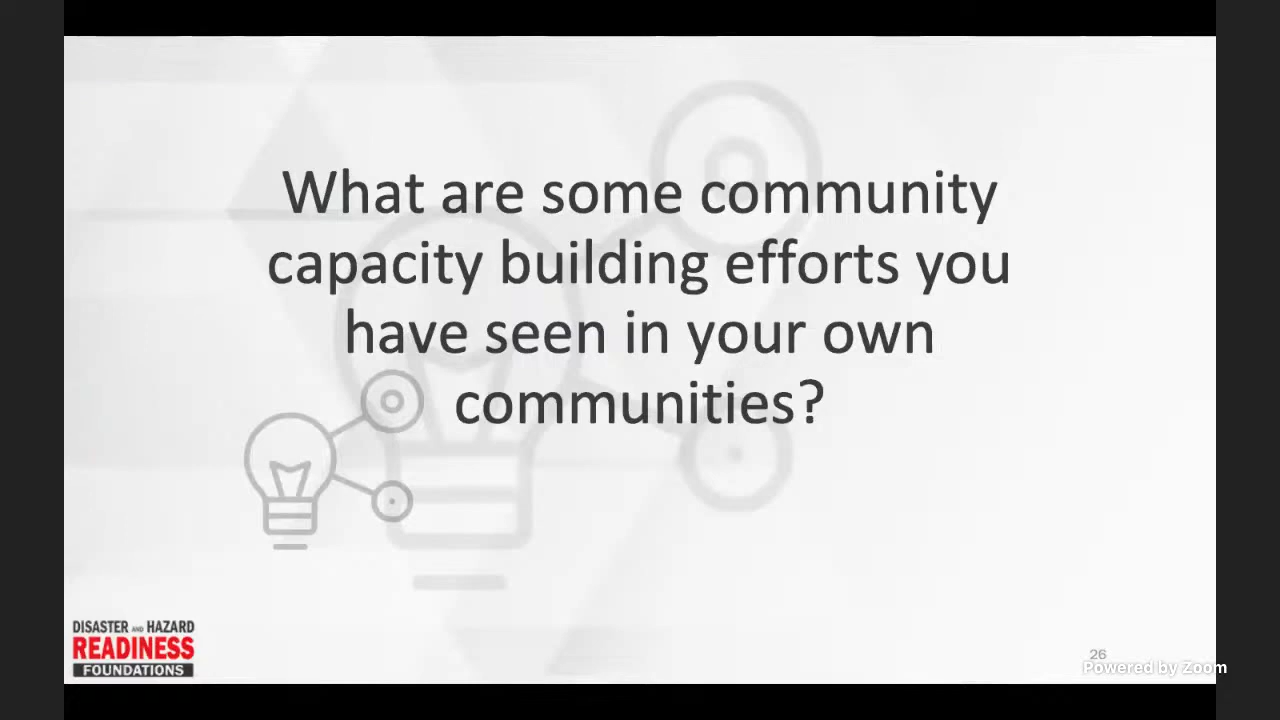 What are some community
capacity building efforts you
have seen in your own
communities?
DISASTER AND HAZARD
READINESS
FOUNDATIONS
26
Powered by Zoom